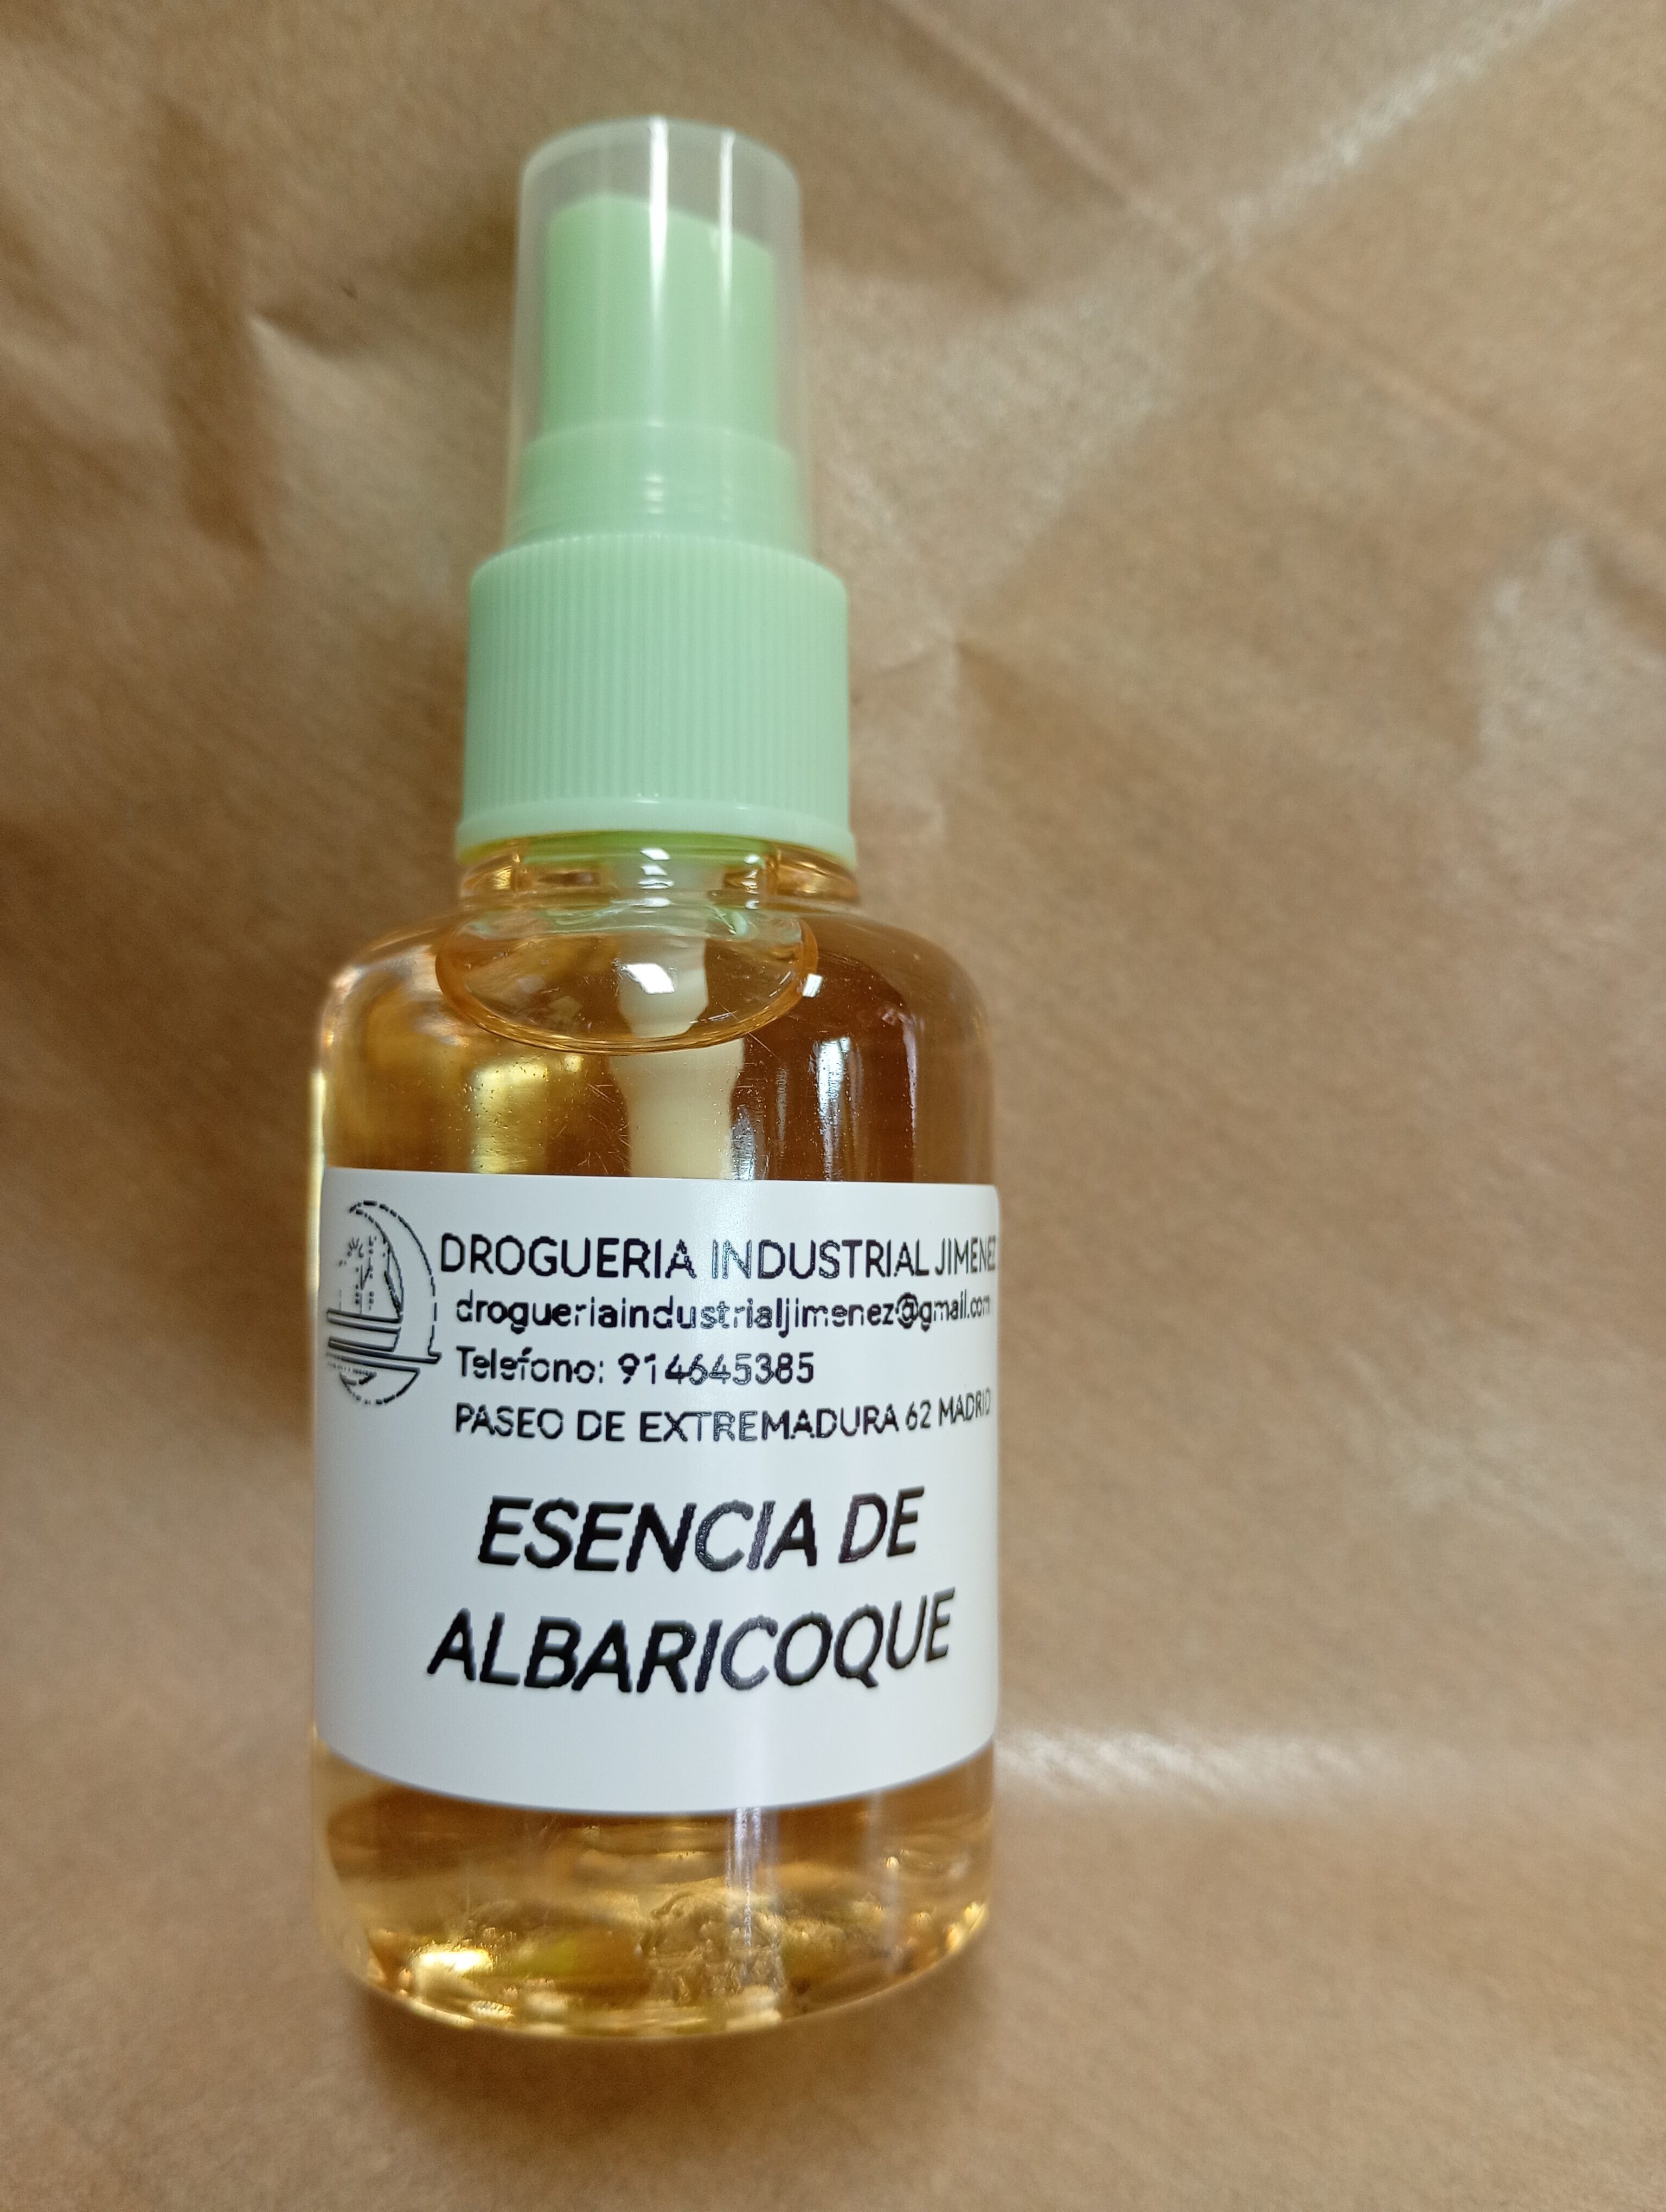 DROGUERIA INDUSTRIAL JIMENEZ
drogueriaindustrialjimenez@gmail.com
Telefono: 914645385
PASEO DE EXTREMADURA 62 MADRID
ESENCIA DE
ALBARICOQUE